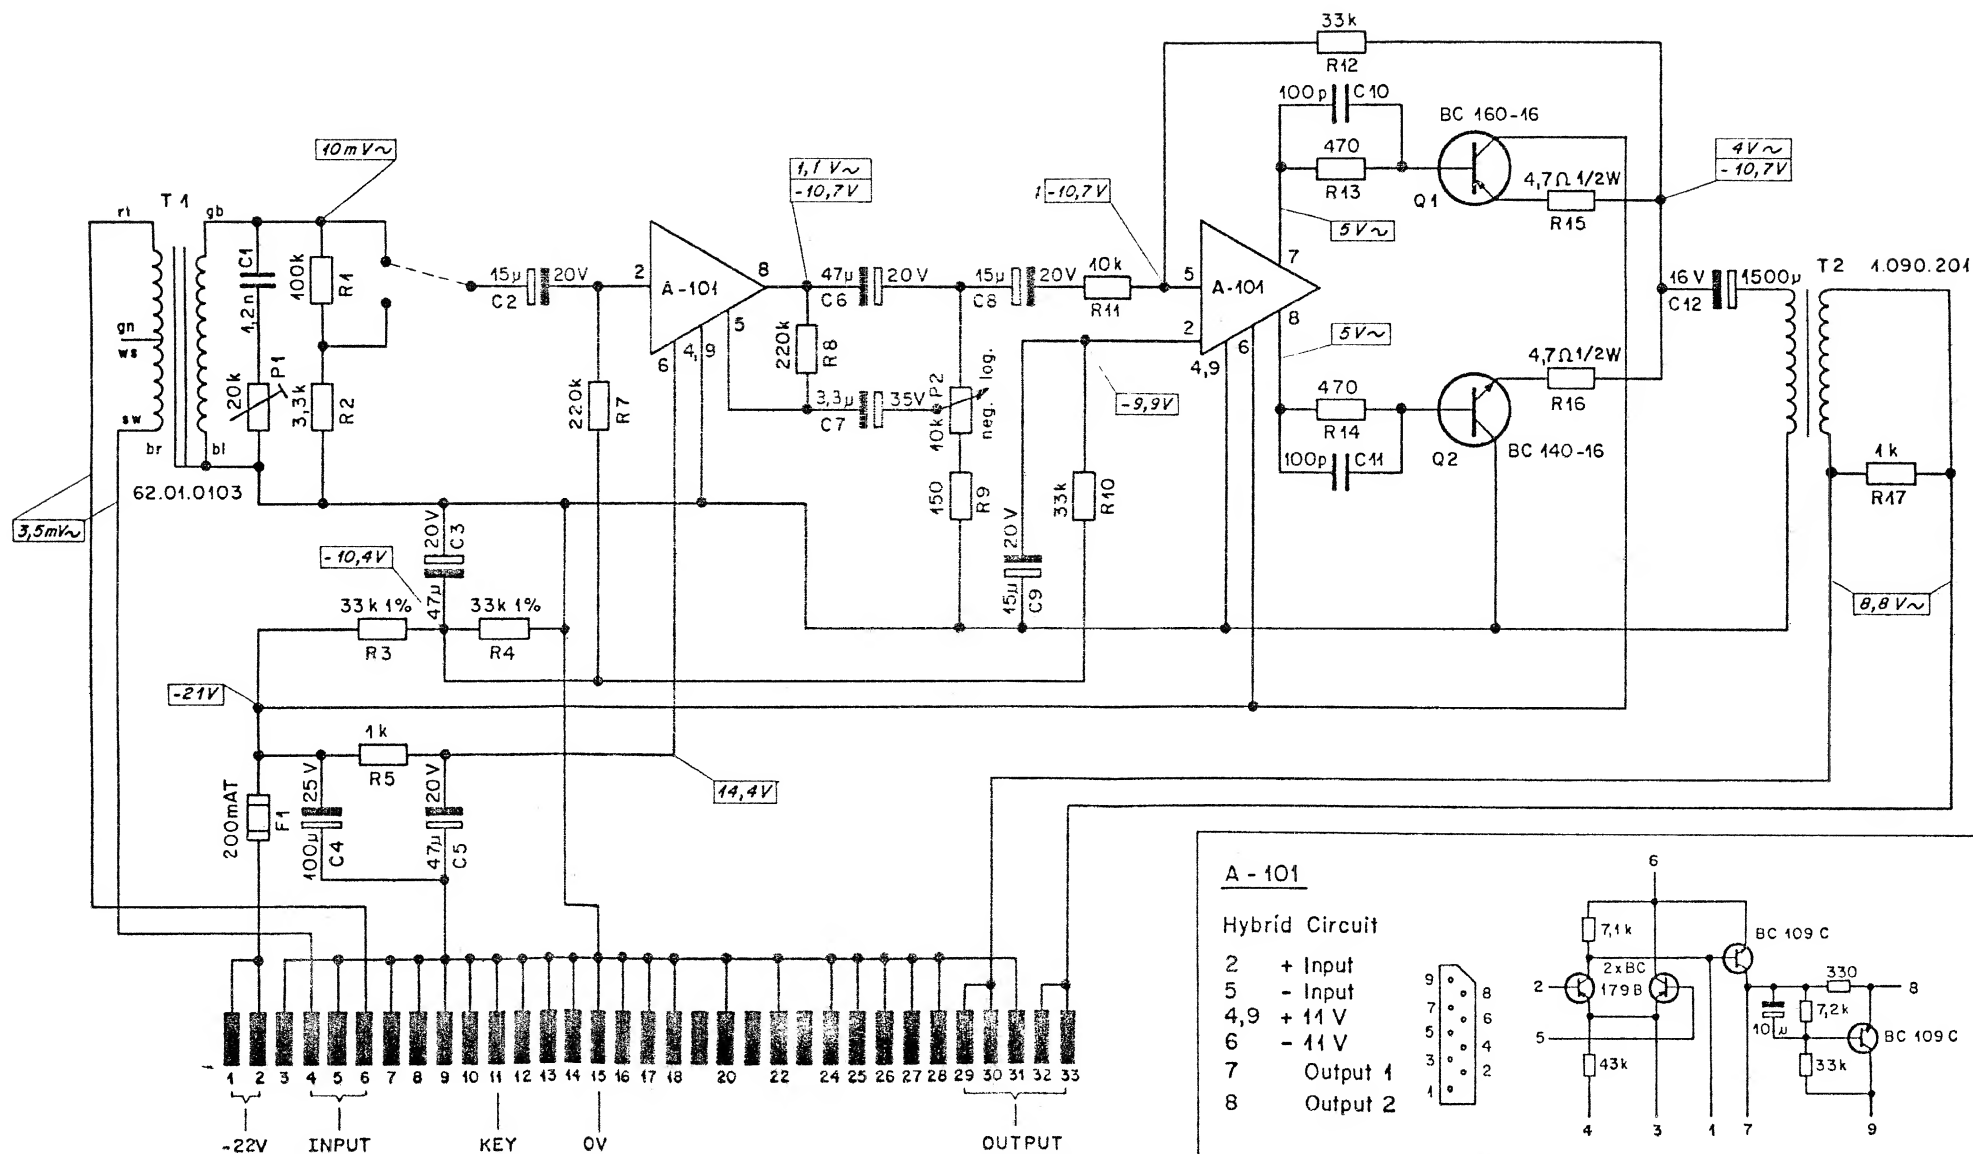 33k
R12
100p
C10
BC 160-16
10mV~
1,1 V~
-10,7V
-10,7V
470
R13
Q1
4,7Ω 1/2W
R15
4V~
-10,7V
rt
T1
gb
C1
1,2n
100k
R1
15μ
20V
C2
2
A-101
8
47μ
20V
C6
15μ
20V
C8
10k
R11
5
A-101
7
5V~
16V
1500μ
C12
T2
1.090.201
gn
ws
P1
20k
3,3k
R2
6
4,9
5
220k
R8
P2
10k
neg. log.
2
8
4,9
6
5V~
4,7Ω 1/2W
R16
sw
br
bl
220k
R7
3,3μ
35V
C7
-9,9V
470
R14
100p
C11
Q2
BC 140-16
1k
R17
62.01.0103
3,5mV~
20V
C3
47μ
-10,4V
150
R9
20V
15μ
C9
33k
R10
8,8V~
33k 1%
R3
33k 1%
R4
-21V
1k
R5
14,4V
200mAT
F1
25V
100μ
C4
20V
47μ
C5
A-101
Hybrid Circuit
2 + Input
5 - Input
4,9 + 11 V
6 - 11 V
7 Output 1
8 Output 2
9
7
5
3
1
8
6
4
2
6
7,1k
BC 109 C
2xBC
179B
2
5
330
8
10μ
7,2k
BC 109 C
43k
33k
4 3 1 7 9
1 2 3 4 5 6 7 8 9 10 11 12 13 14 15 16 17 18 20 22 24 25 26 27 28 29 30 31 32 33
-22V INPUT KEY 0V OUTPUT